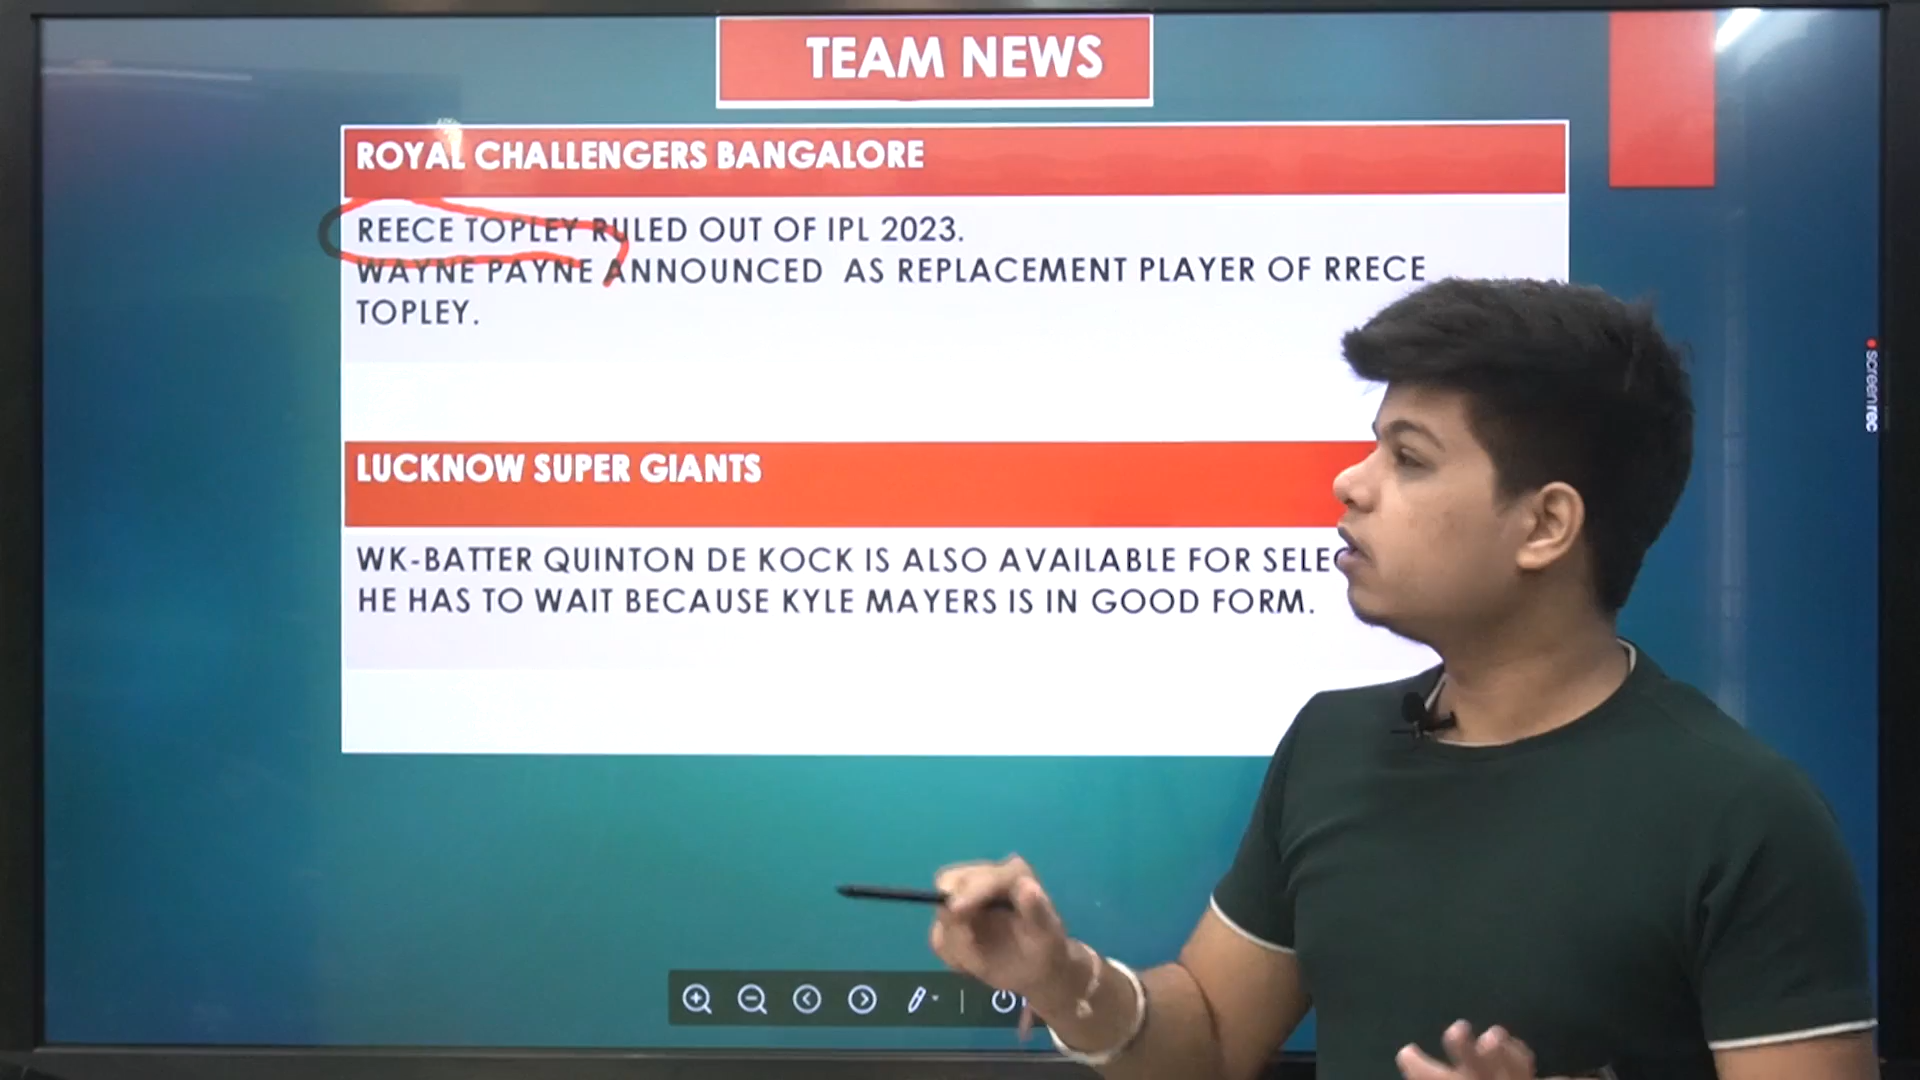 TEAM NEWS
ROYAL CHALLENGERS BANGALORE
REECE TOPLEY RULED OUT OF IPL 2023.
WAYNE PAYNE ANNOUNCED AS REPLACEMENT PLAYER OF RRECE
TOPLEY.
LUCKNOW SUPER GIANTS
WK-BATTER QUINTON DE KOCK IS ALSO AVAILABLE FOR
HE HAS TO WAIT BECAUSE KYLE MAYERS IS IN GOOD FORM.
screenrec